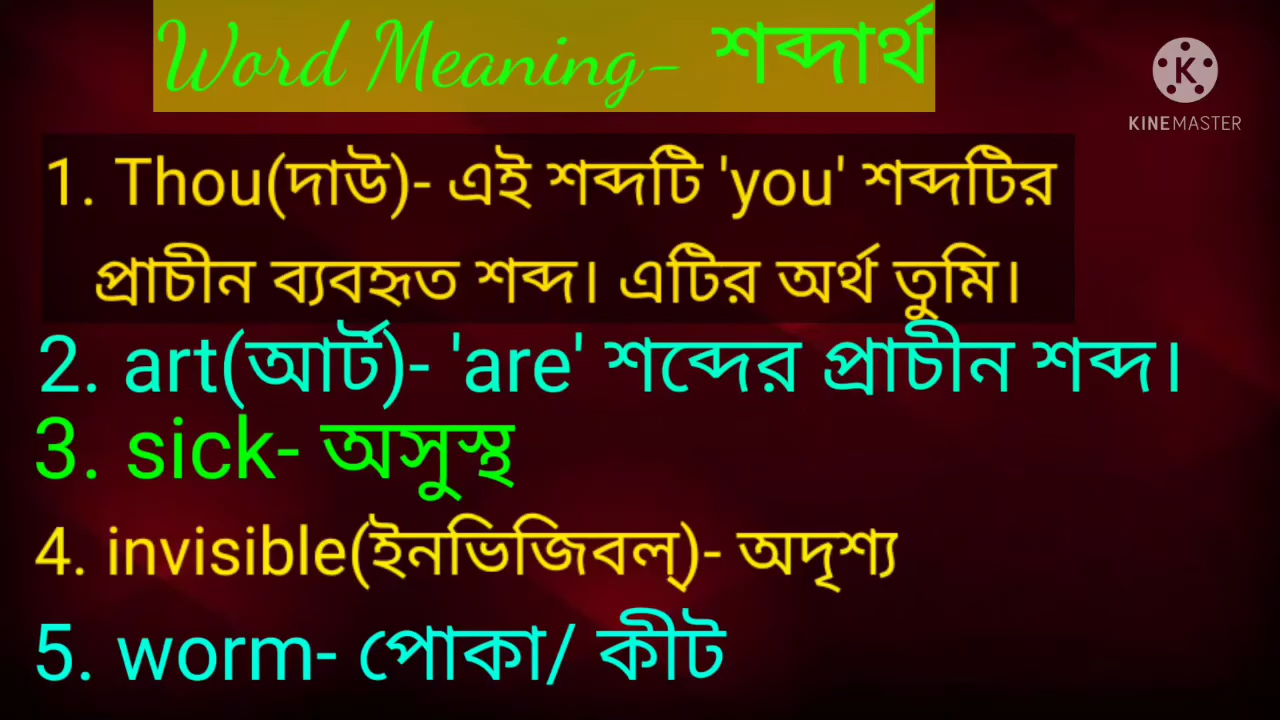 Word Meaning- শব্দার্থ
KINEMASTER
1. Thou(দাউ)- এই শব্দটি 'you' শব্দটির
প্রাচীন ব্যবহৃত শব্দ। এটির অর্থ তুমি।
2. art(আর্ট)- 'are' শব্দের প্রাচীন শব্দ।
3. sick- অসুস্থ
4. invisible(ইনভিজিবল্)- অদৃশ্য
5. worm- পোকা/ কীট